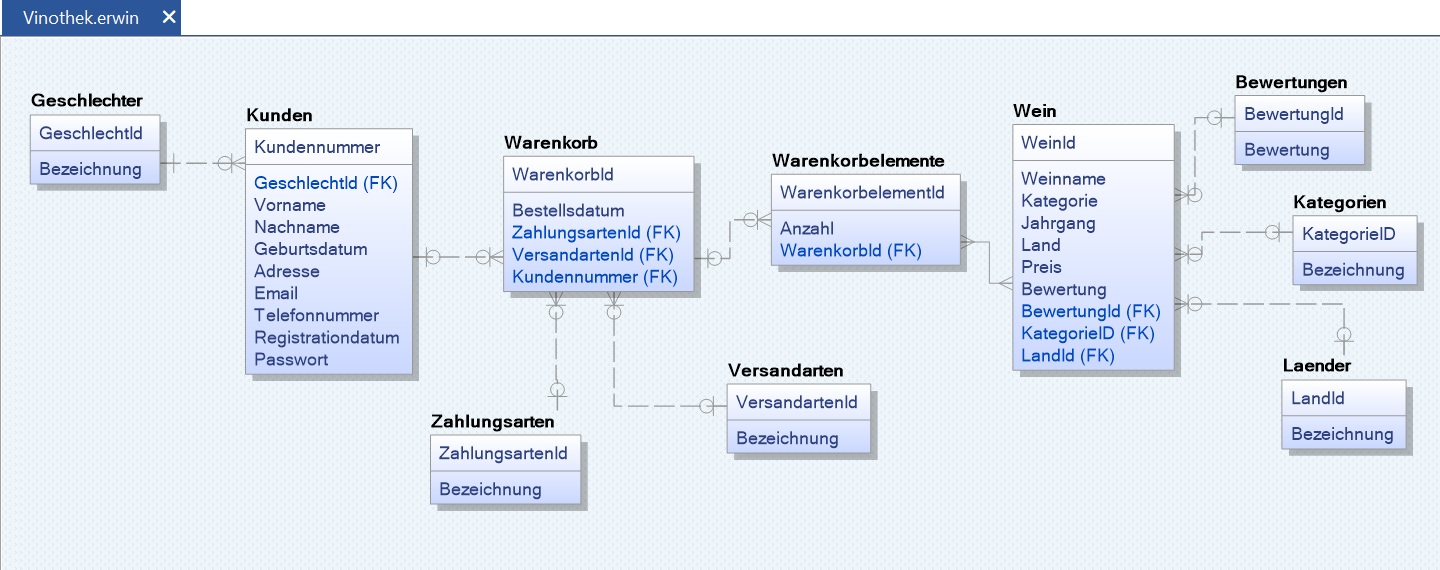 Vinothek.erwin
Geschlechter
GeschlechtId
Bezeichnung
Kunden
Kundennummer
GeschlechtId (FK)
Vorname
Nachname
Geburtsdatum
Adresse
Email
Telefonnummer
Registrationdatum
Passwort
Warenkorb
WarenkorbId
Bestellsdatum
ZahlungsartenId (FK)
VersandartenId (FK)
Kundennummer (FK)
Zahlungsarten
ZahlungsartenId
Bezeichnung
Versandarten
VersandartenId
Bezeichnung
Warenkorbelemente
WarenkorbelementId
Anzahl
WarenkorbId (FK)
Wein
WeinId
Weinname
Kategorie
Jahrgang
Land
Preis
Bewertung
BewertungId (FK)
KategorieID (FK)
LandId (FK)
Bewertungen
BewertungId
Bewertung
Kategorien
KategorieID
Bezeichnung
Laender
LandId
Bezeichnung